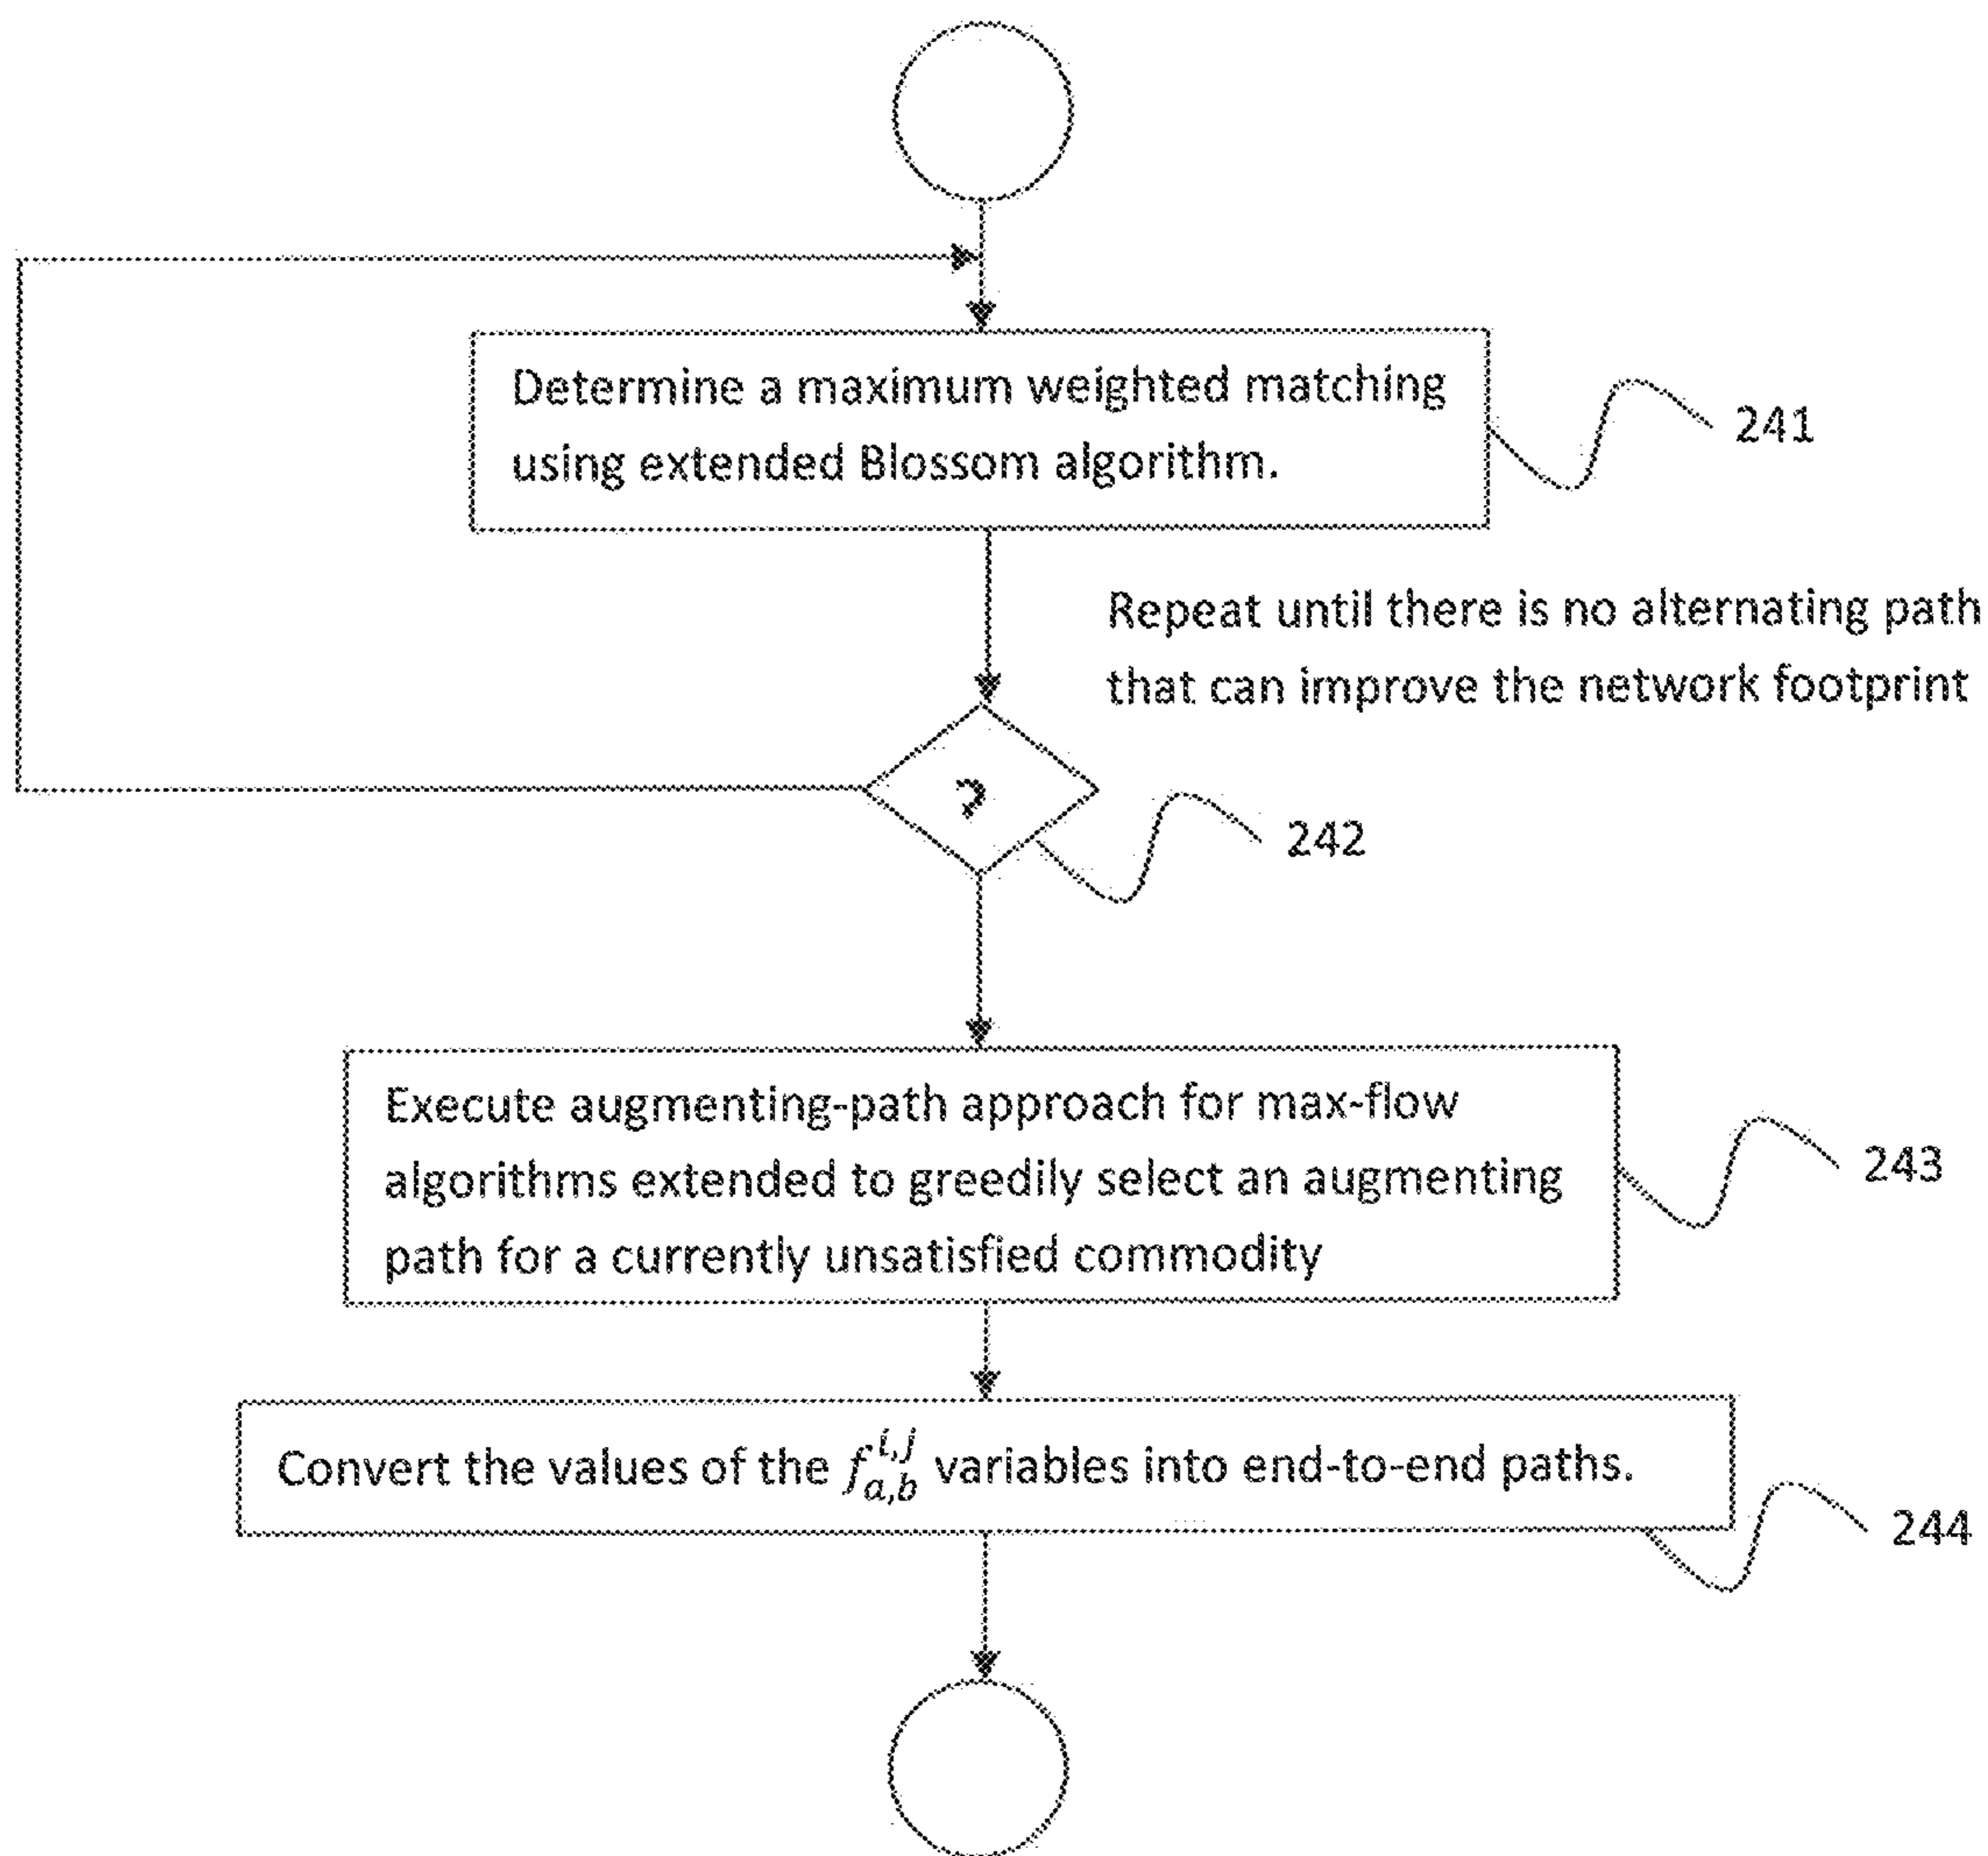 Determine a maximum weighted matching
using extended Blossom algorithm.
241
Repeat until there is no alternating path
that can improve the network footprint
?
242
Execute augmenting-path approach for max-flow
algorithms extended to greedily select an augmenting
path for a currently unsatisfied commodity
243
Convert the values of the $f_{a,b}^{i,j}$ variables into end-to-end paths.
244